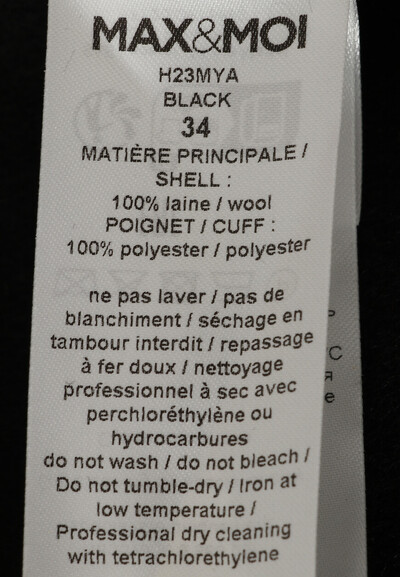 MAX&MOI
H23MYA
BLACK
34
MATIÈRE PRINCIPALE /
SHELL :
100% laine / wool
POIGNET / CUFF :
100% polyester / polyester
ne pas laver / pas de
blanchiment / séchage en
tambour interdit / repassage
à fer doux / nettoyage
professionnel à sec avec
perchloréthylène ou
hydrocarbures
do not wash / do not bleach /
Do not tumble-dry / Iron at
low temperature /
Professional dry cleaning
with tetrachlorethylene